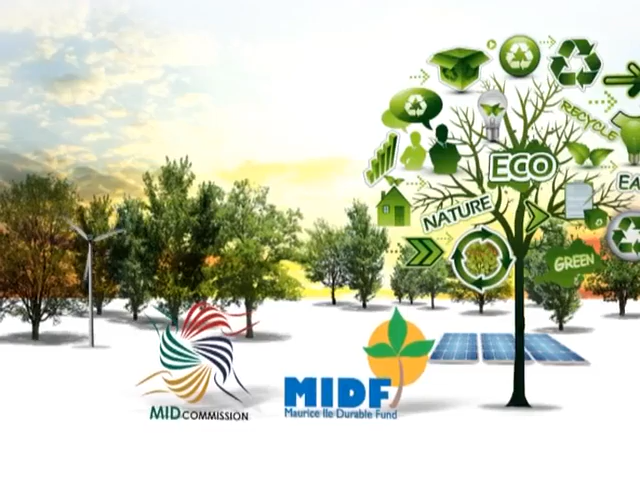 RECYCLE
ECO
EA
NATURE
GREEN
MID COMMISSION
MIDF
Maurice Ile Durable Fund